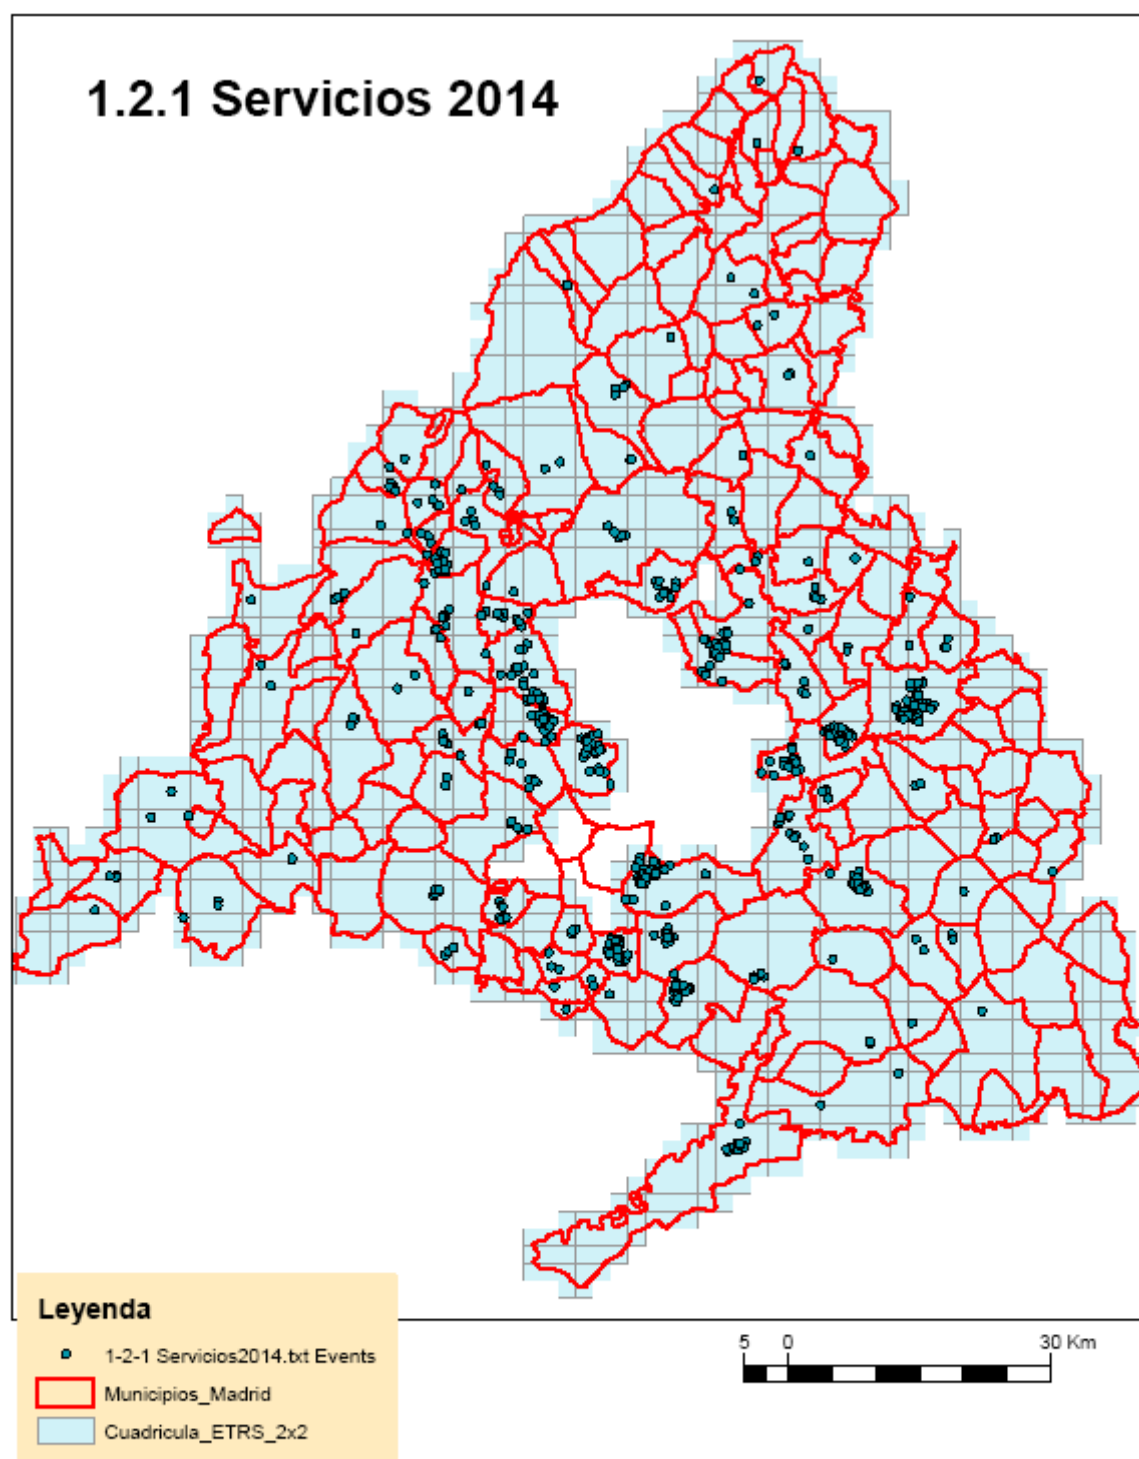 1.2.1 Servicios 2014
Leyenda
1-2-1 Servicios2014.txt Events
Municipios_Madrid
Cuadricula_ETRS_2x2
5 0 30 Km